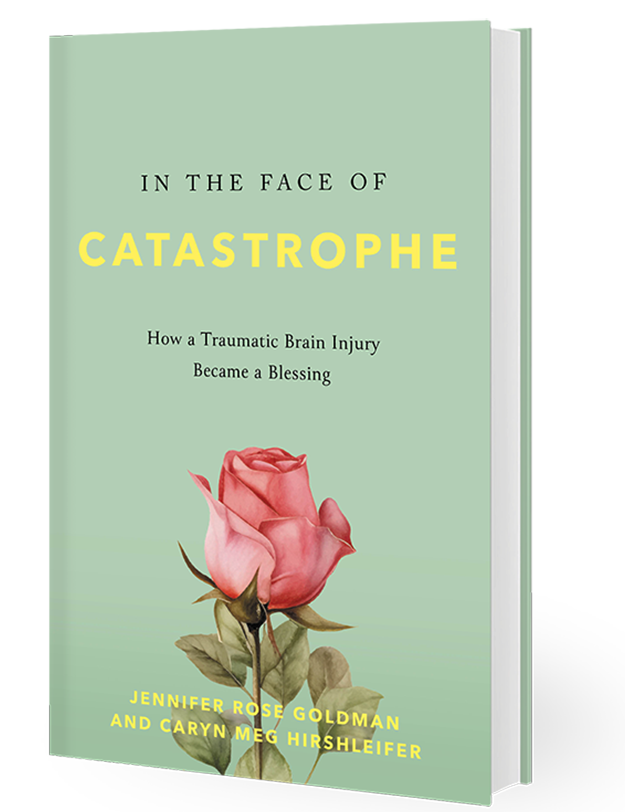 IN THE FACE OF
CATASTROPHE
How a Traumatic Brain Injury
Became a Blessing
JENNIFER ROSE GOLDMAN
AND CARYN MEG HIRSHLEIFER